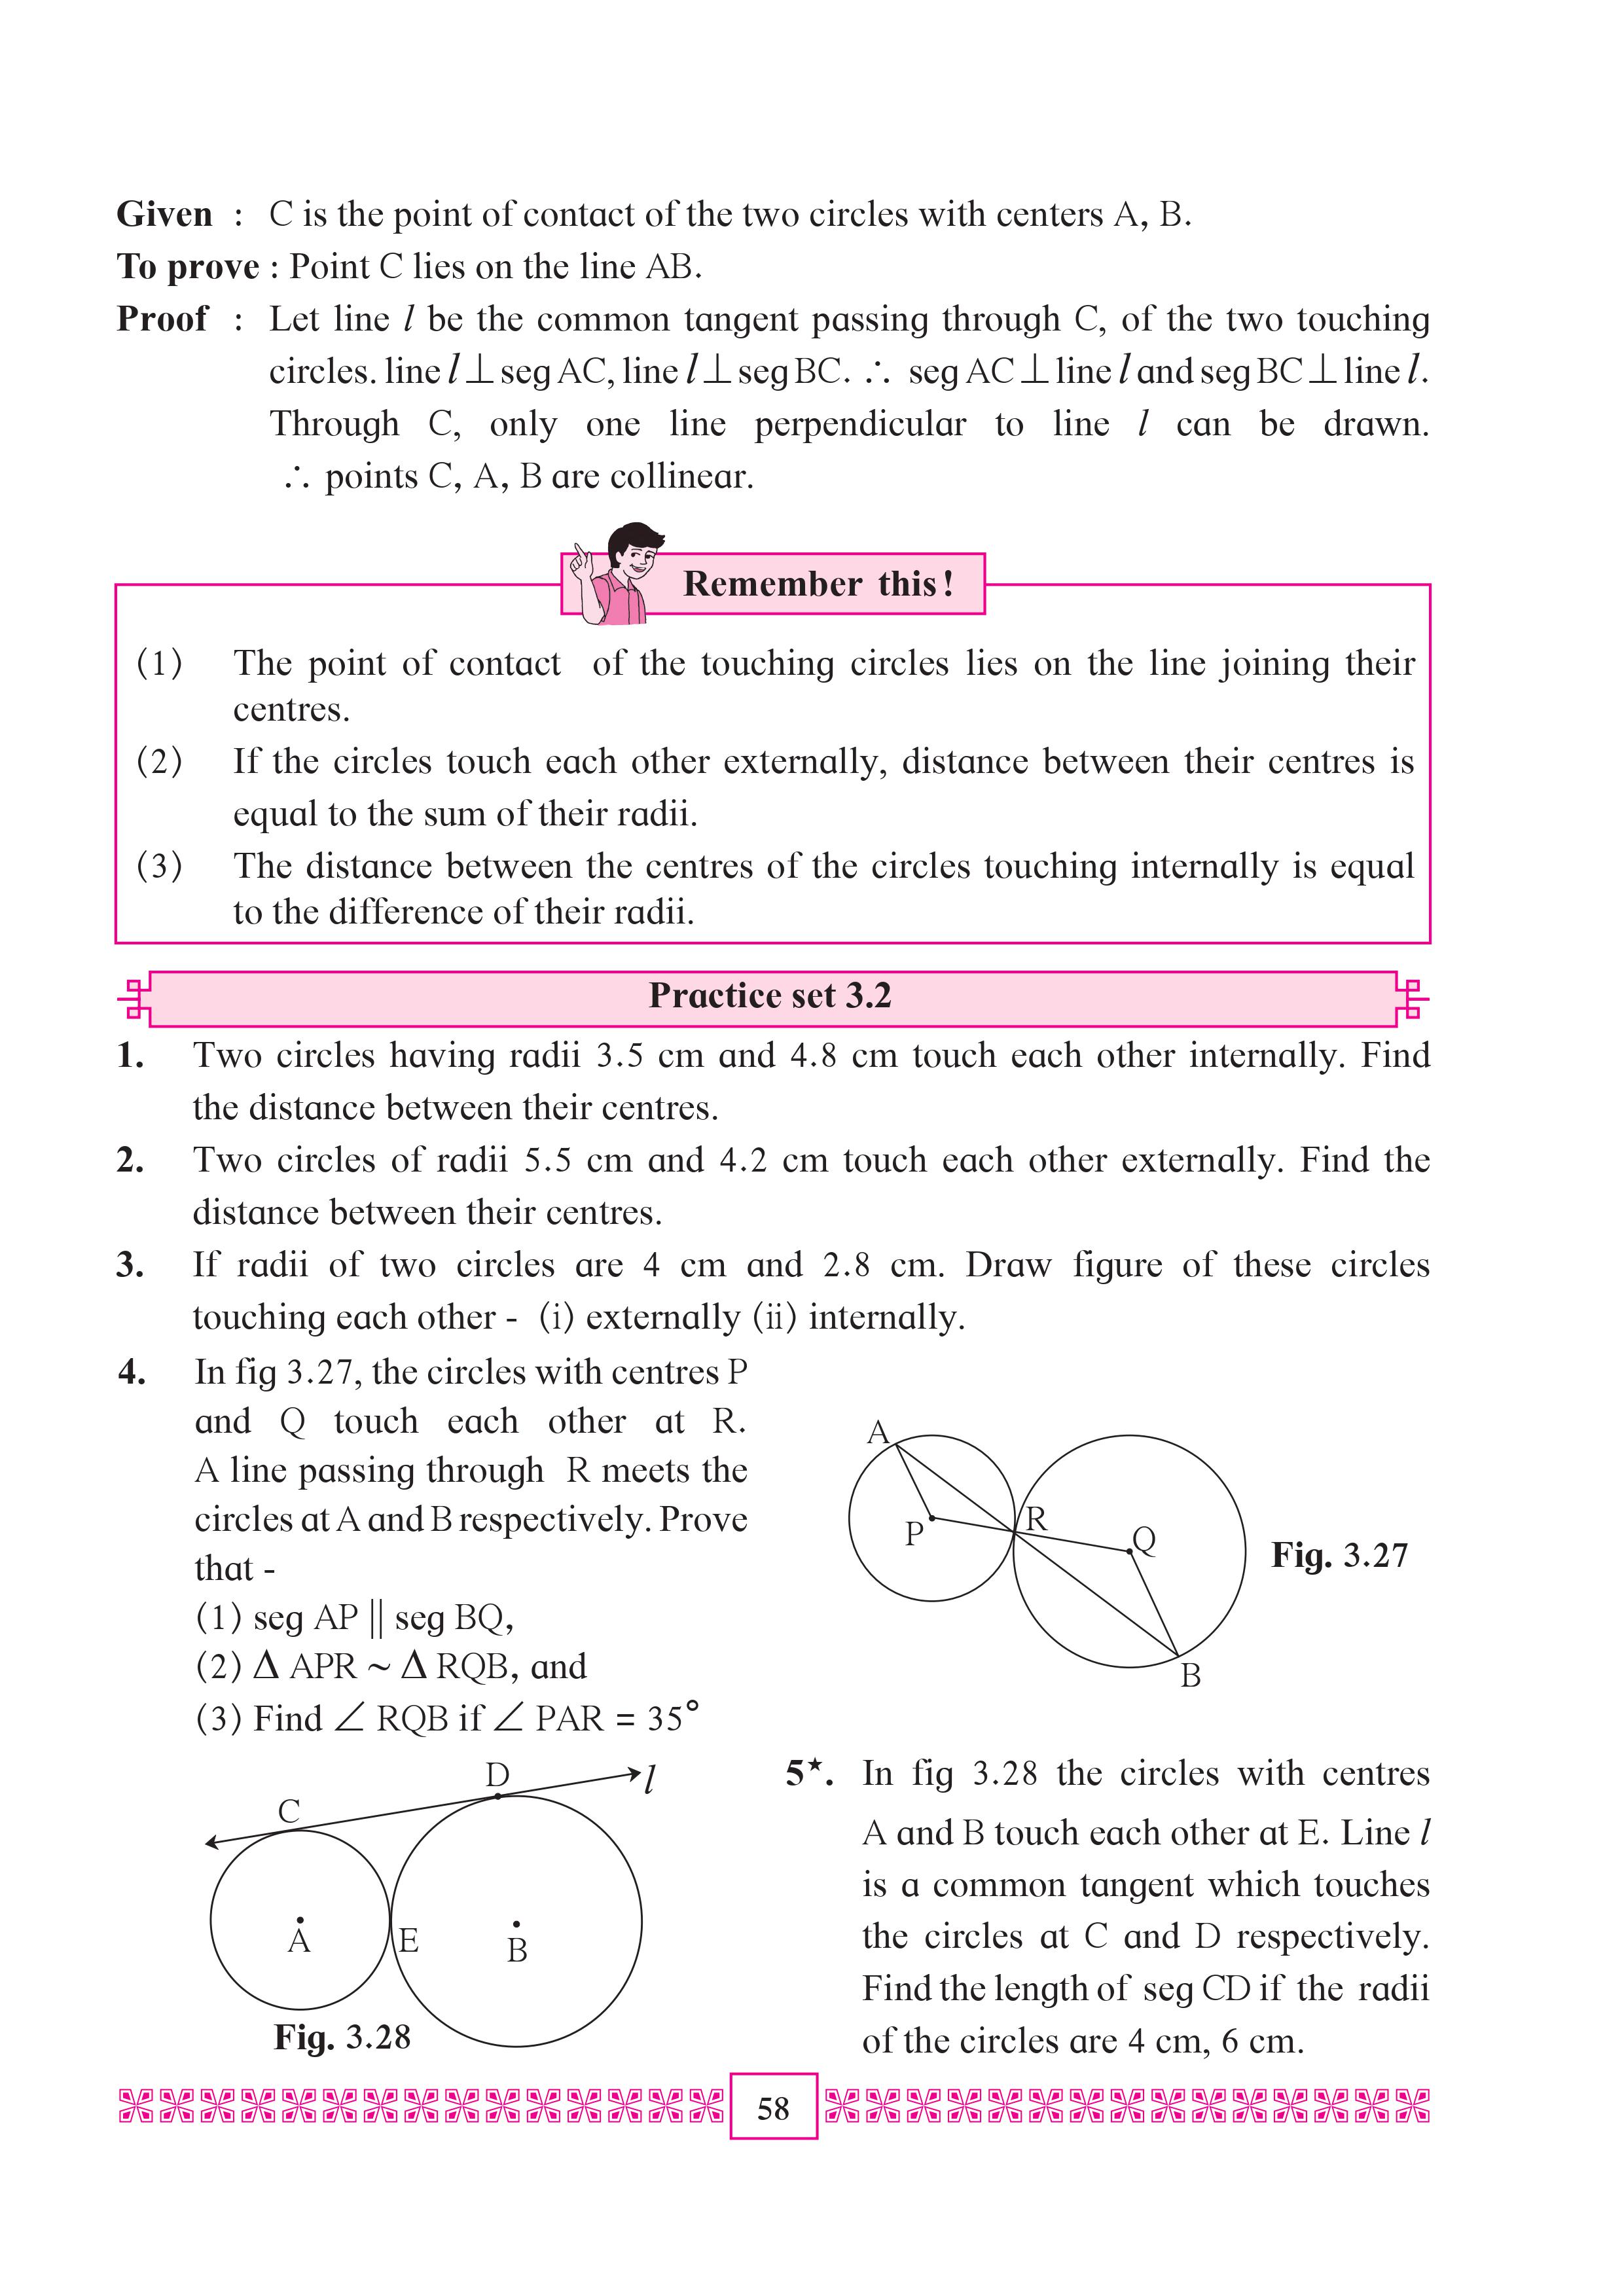 Given : C is the point of contact of the two circles with centers A, B.
To prove : Point C lies on the line AB.
Proof : Let line l be the common tangent passing through C, of the two touching
circles. line l ⊥ seg AC, line l ⊥ seg BC. ∴ seg AC ⊥ line l and seg BC ⊥ line l.
Through C, only one line perpendicular to line l can be drawn.
∴ points C, A, B are collinear.
Remember this!
(1) The point of contact of the touching circles lies on the line joining their
centres.
(2) If the circles touch each other externally, distance between their centres is
equal to the sum of their radii.
(3) The distance between the centres of the circles touching internally is equal
to the difference of their radii.
Practice set 3.2
1. Two circles having radii 3.5 cm and 4.8 cm touch each other internally. Find
the distance between their centres.
2. Two circles of radii 5.5 cm and 4.2 cm touch each other externally. Find the
distance between their centres.
3. If radii of two circles are 4 cm and 2.8 cm. Draw figure of these circles
touching each other - (i) externally (ii) internally.
4. In fig 3.27, the circles with centres P
and Q touch each other at R.
A line passing through R meets the
circles at A and B respectively. Prove
that -
(1) seg AP || seg BQ,
(2) Δ APR ~ Δ RQB, and
(3) Find ∠ RQB if ∠ PAR = 35°
A
P
R
Q
B
Fig. 3.27
C
D
l
A
E
B
Fig. 3.28
5★. In fig 3.28 the circles with centres
A and B touch each other at E. Line l
is a common tangent which touches
the circles at C and D respectively.
Find the length of seg CD if the radii
of the circles are 4 cm, 6 cm.
58